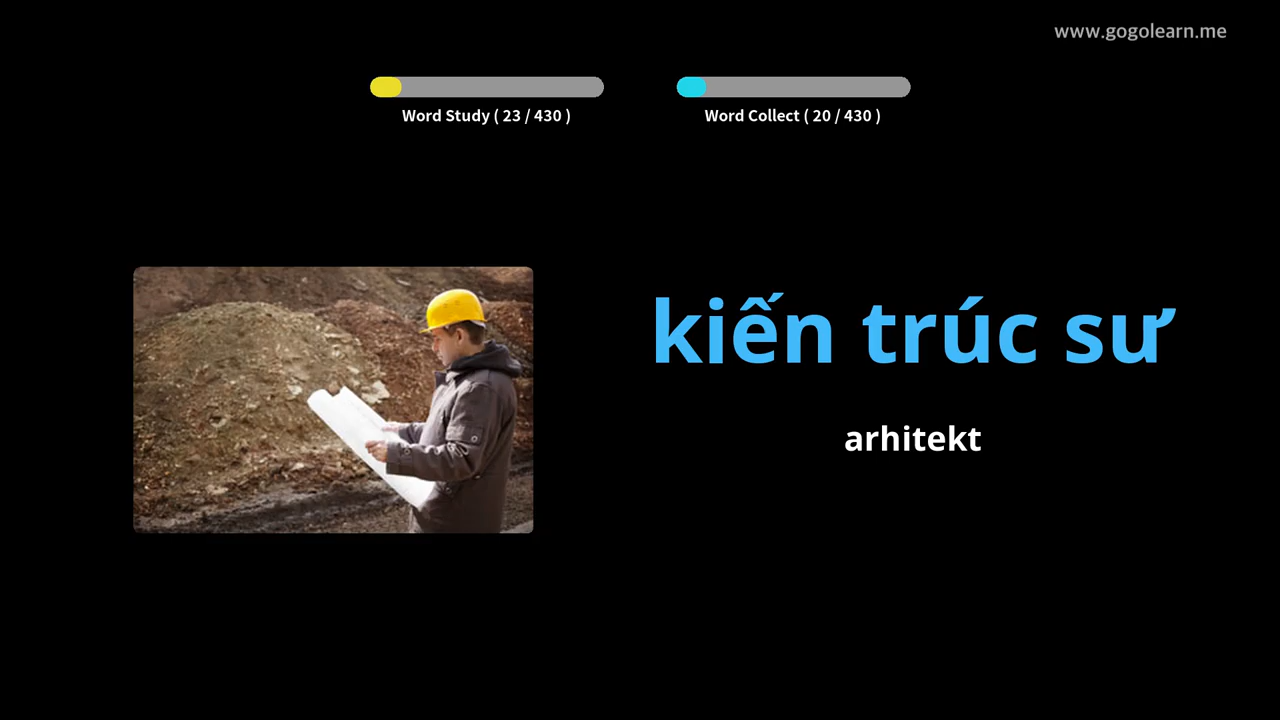 www.gogolearn.me
Word Study ( 23 / 430 )
Word Collect ( 20 / 430 )
kiến trúc sư
arhitekt